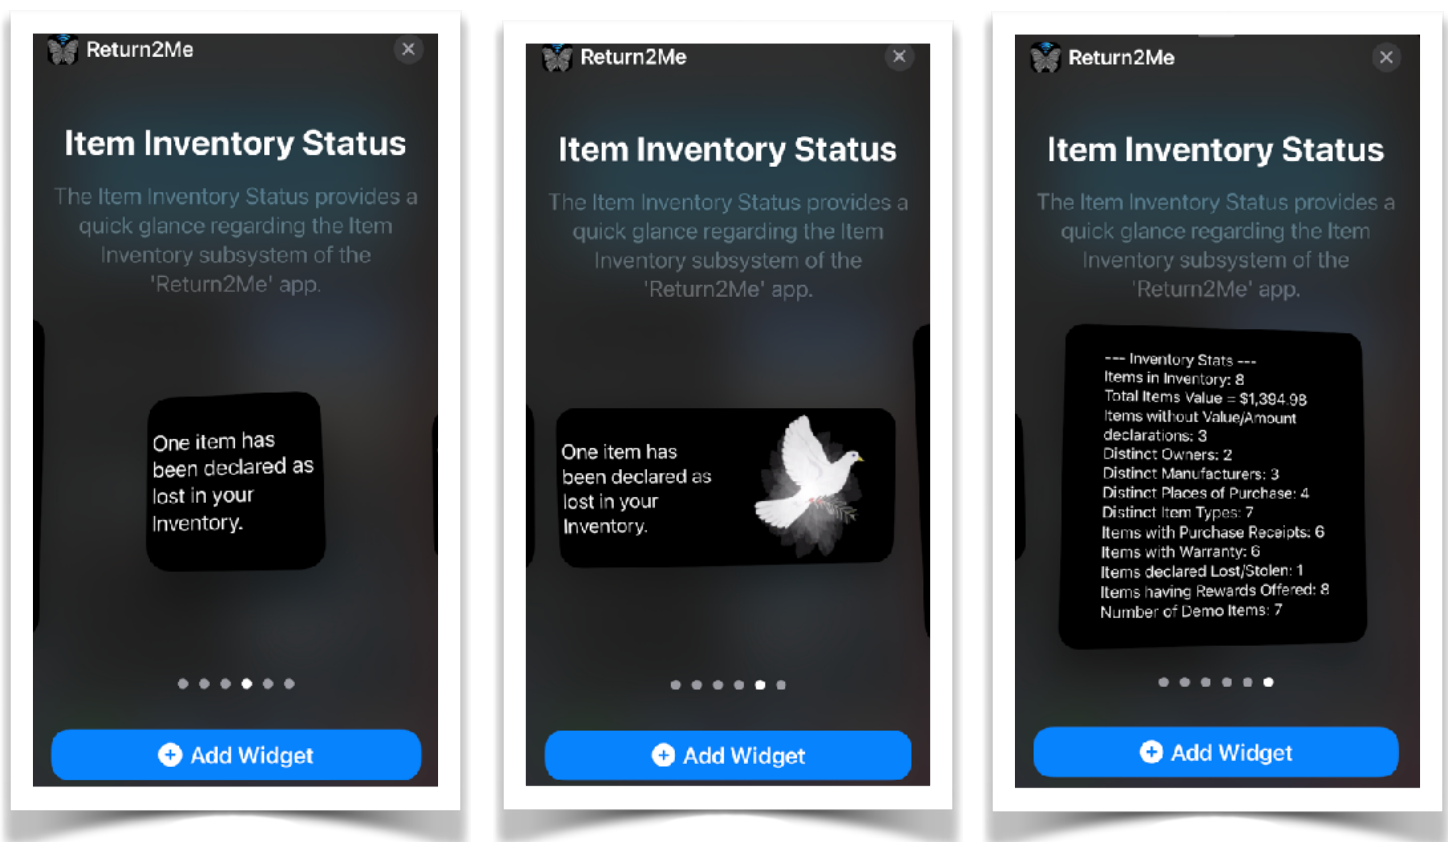 Return2Me
Item Inventory Status
The Item Inventory Status provides a
quick glance regarding the Item
Inventory subsystem of the
'Return2Me' app.
One item has
been declared as
lost in your
Inventory.
Add Widget
Return2Me
Item Inventory Status
The Item Inventory Status provides a
quick glance regarding the Item
Inventory subsystem of the
'Return2Me' app.
One item has
been declared as
lost in your
Inventory.
Add Widget
Return2Me
Item Inventory Status
The Item Inventory Status provides a
quick glance regarding the Item
Inventory subsystem of the
'Return2Me' app.
--- Inventory Stats ---
Items in Inventory: 8
Total Items Value = $1,394.98
Items without Value/Amount
declarations: 3
Distinct Owners: 2
Distinct Manufacturers: 3
Distinct Places of Purchase: 4
Distinct Item Types: 7
Items with Purchase Receipts: 6
Items with Warranty: 6
Items declared Lost/Stolen: 1
Items having Rewards Offered: 8
Number of Demo Items: 7
Add Widget